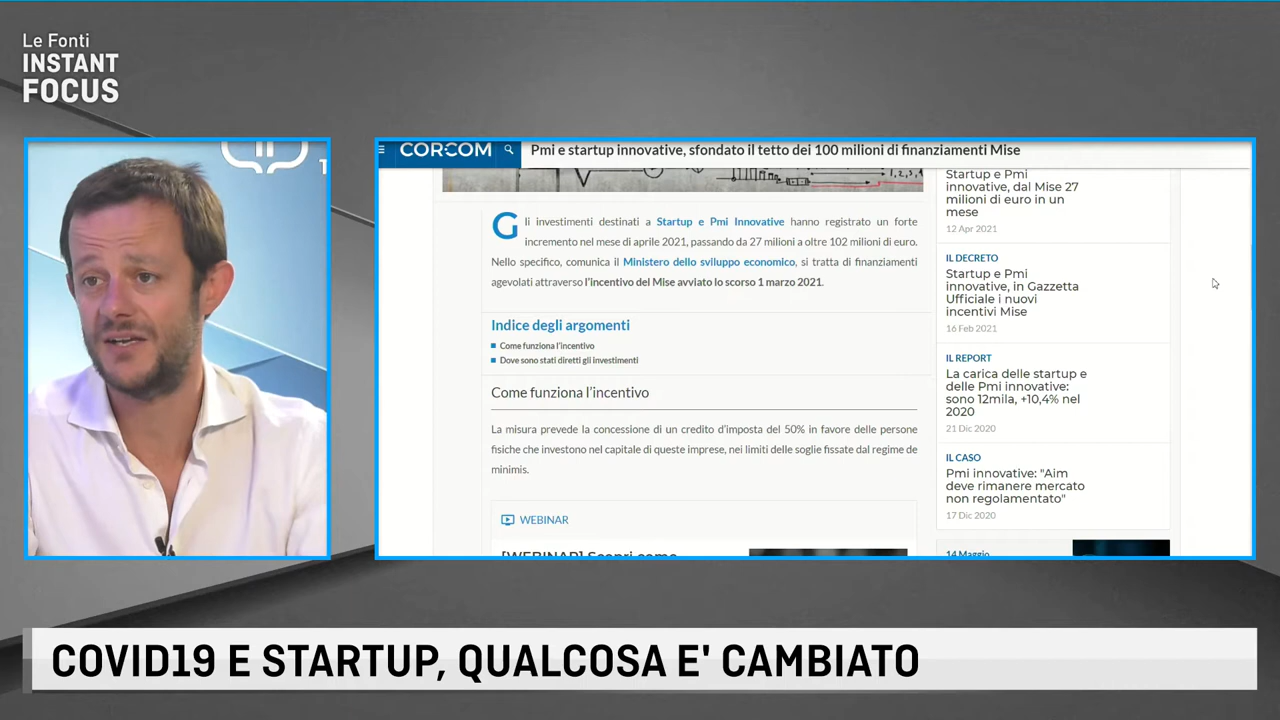 Le Fonti
INSTANT
FOCUS
1
CORCOM
Pmi e startup innovative, sfondato il tetto dei 100 milioni di finanziamenti Mise
1,2,3,4
Gli investimenti destinati a Startup e Pmi Innovative hanno registrato un forte
incremento nel mese di aprile 2021, passando da 27 milioni a oltre 102 milioni di euro.
Nello specifico, comunica il Ministero dello sviluppo economico, si tratta di finanziamenti
agevolati attraverso l'incentivo del Mise avviato lo scorso 1 marzo 2021.
Indice degli argomenti
Come funziona l'incentivo
Dove sono stati diretti gli investimenti
Come funziona l'incentivo
La misura prevede la concessione di un credito d'imposta del 50% in favore delle persone
fisiche che investono nel capitale di queste imprese, nei limiti delle soglie fissate dal regime de
minimis.
WEBINAR
[WEBINAR] Scopri come
Startup e Pmi
innovative, dal Mise 27
milioni di euro in un
mese
12 Apr 2021
IL DECRETO
Startup e Pmi
innovative, in Gazzetta
Ufficiale i nuovi
incentivi Mise
16 Feb 2021
IL REPORT
La carica delle startup e
delle Pmi innovative:
sono 12mila, +10,4% nel
2020
21 Dic 2020
IL CASO
Pmi innovative: "Aim
deve rimanere mercato
non regolamentato"
17 Dic 2020
14 Maggio
COVID19 E STARTUP, QUALCOSA E' CAMBIATO